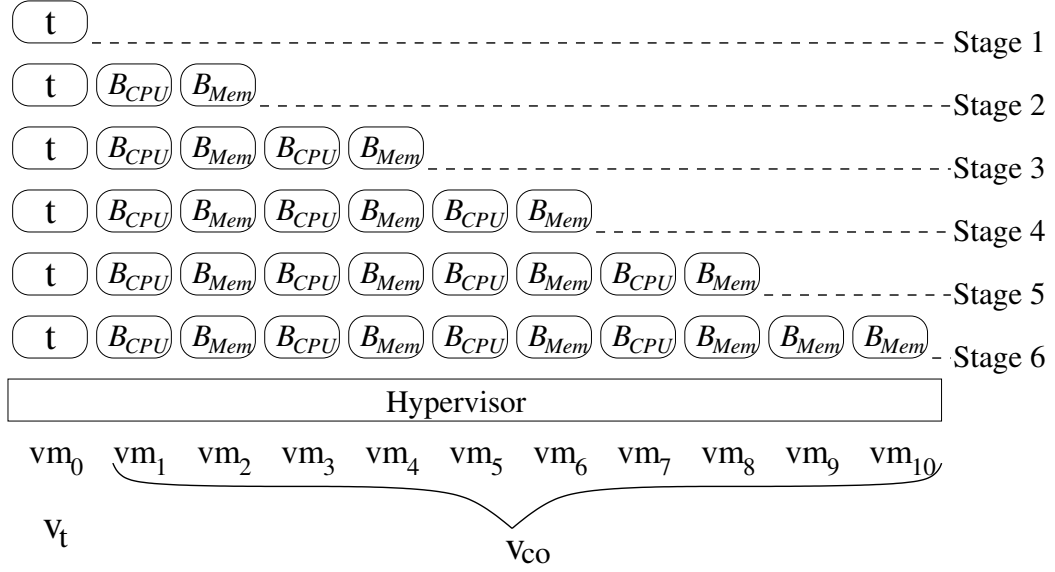 t Stage 1
t B_CPU B_Mem Stage 2
t B_CPU B_Mem B_CPU B_Mem Stage 3
t B_CPU B_Mem B_CPU B_Mem B_CPU B_Mem Stage 4
t B_CPU B_Mem B_CPU B_Mem B_CPU B_Mem B_CPU B_Mem Stage 5
t B_CPU B_Mem B_CPU B_Mem B_CPU B_Mem B_CPU B_Mem B_Mem B_Mem Stage 6
Hypervisor
vm_0 vm_1 vm_2 vm_3 vm_4 vm_5 vm_6 vm_7 vm_8 vm_9 vm_10
v_t
v_co